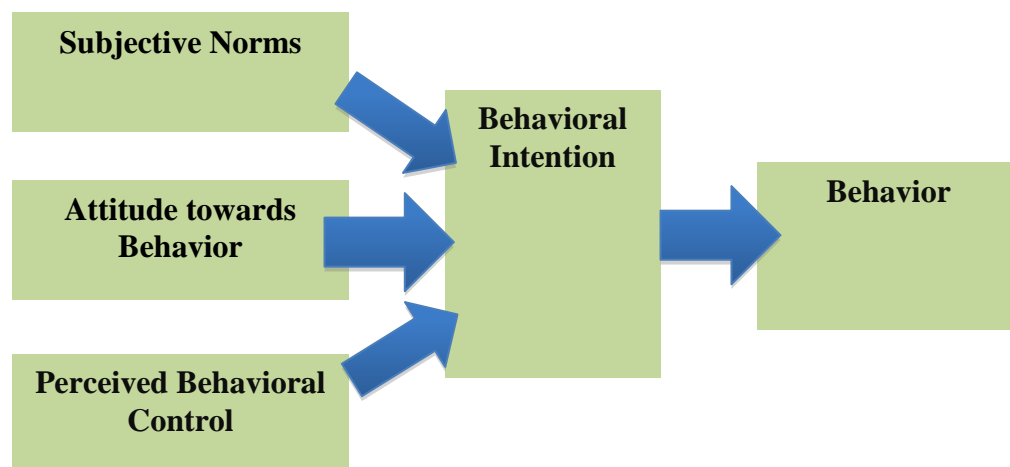 Subjective Norms
Attitude towards
Behavior
Perceived Behavioral
Control
Behavioral
Intention
Behavior